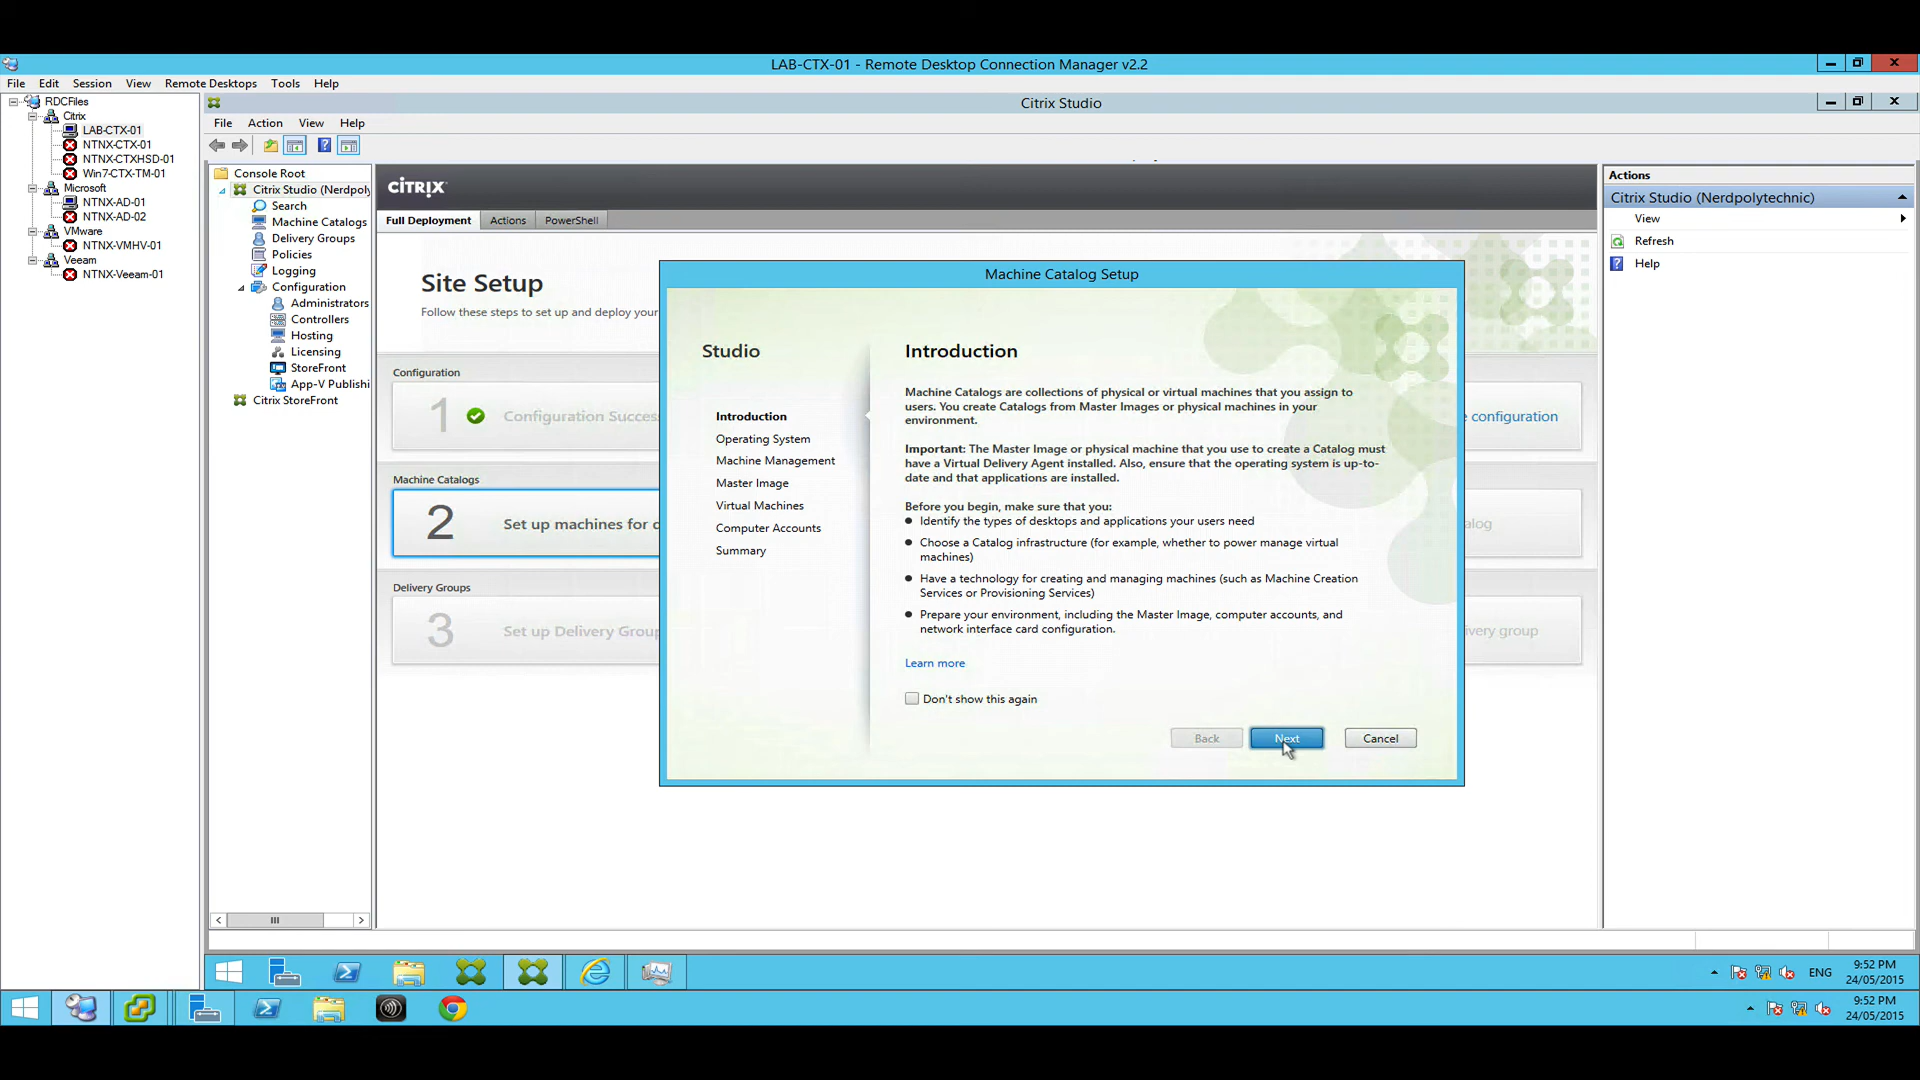 LAB-CTX-01 - Remote Desktop Connection Manager v2.2
File Edit Session View Remote Desktops Tools Help
RDCFiles
Citrix
LAB-CTX-01
NTNX-CTX-01
NTNX-CTXHSD-01
Win7-CTX-TM-01
Microsoft
NTNX-AD-01
NTNX-AD-02
VMware
NTNX-VMHV-01
Veeam
NTNX-Veeam-01
Citrix Studio
File Action View Help
Console Root
Citrix Studio (Nerdpoly
Search
Machine Catalogs
Delivery Groups
Policies
Logging
Configuration
Administrators
Controllers
Hosting
Licensing
StoreFront
App-V Publishi
Citrix StoreFront
CITRIX
Full Deployment Actions PowerShell
Site Setup
Follow these steps to set up and deploy your
Configuration
1 Configuration Succes
e configuration
Machine Catalogs
2 Set up machines for d
alog
Delivery Groups
3 Set up Delivery Group
ivery group
Machine Catalog Setup
Studio
Introduction
Operating System
Machine Management
Master Image
Virtual Machines
Computer Accounts
Summary
Introduction
Machine Catalogs are collections of physical or virtual machines that you assign to
users. You create Catalogs from Master Images or physical machines in your
environment.
Important: The Master Image or physical machine that you use to create a Catalog must
have a Virtual Delivery Agent installed. Also, ensure that the operating system is up-to-
date and that applications are installed.
Before you begin, make sure that you:
Identify the types of desktops and applications your users need
Choose a Catalog infrastructure (for example, whether to power manage virtual
machines)
Have a technology for creating and managing machines (such as Machine Creation
Services or Provisioning Services)
Prepare your environment, including the Master Image, computer accounts, and
network interface card configuration.
Learn more
Don't show this again
Back Next Cancel
Actions
Citrix Studio (Nerdpolytechnic)
View
Refresh
Help
ENG
9:52 PM
24/05/2015
9:52 PM
24/05/2015